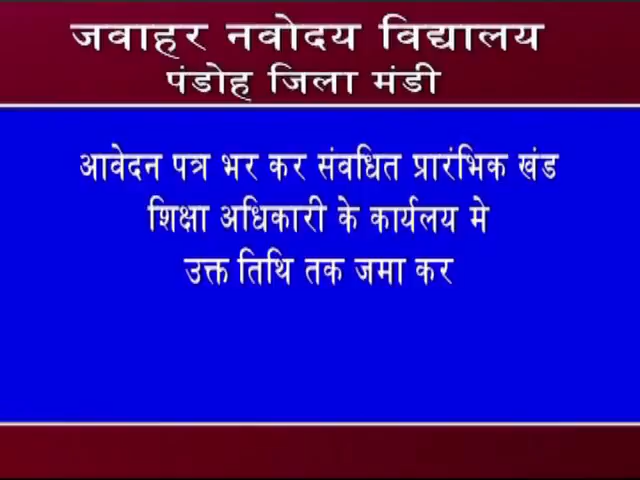 जवाहर नवोदय विद्यालय
पंडोह जिला मंडी
आवेदन पत्र भर कर संबधित प्रारंभिक खंड
शिक्षा अधिकारी के कार्यलय मे
उक्त तिथि तक जमा कर